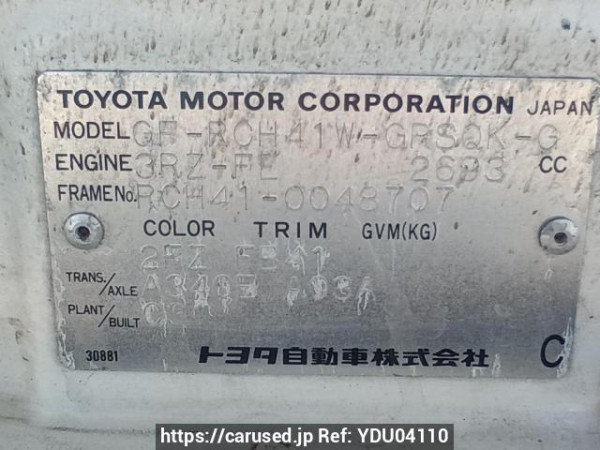 TOYOTA MOTOR CORPORATION JAPAN
MODEL GF-RCH41W-GRSQK-G
ENGINE 3RZ-FE 2693 CC
FRAME No. RCH41-0048707
COLOR TRIM GVM(KG)
TRANS./AXLE
PLANT/BUILT
30881 トヨタ自動車株式会社 C
https://carused.jp Ref: YDU04110